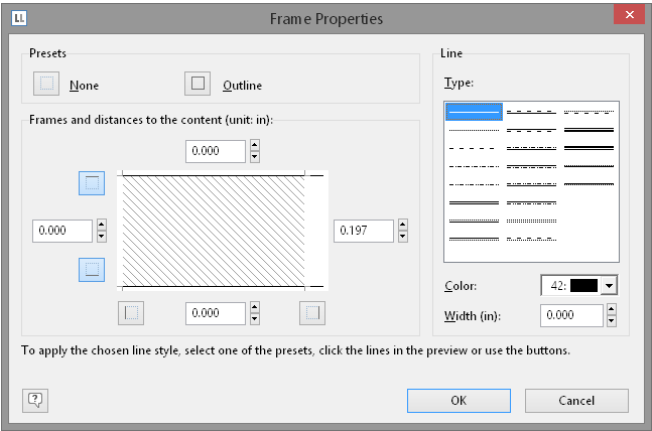 LL
Frame Properties
Presets
None
Outline
Frames and distances to the content (unit: in):
0.000
0.000
0.197
0.000
Line
Type:
Color:
42:
Width (in):
0.000
To apply the chosen line style, select one of the presets, click the lines in the preview or use the buttons.
OK
Cancel